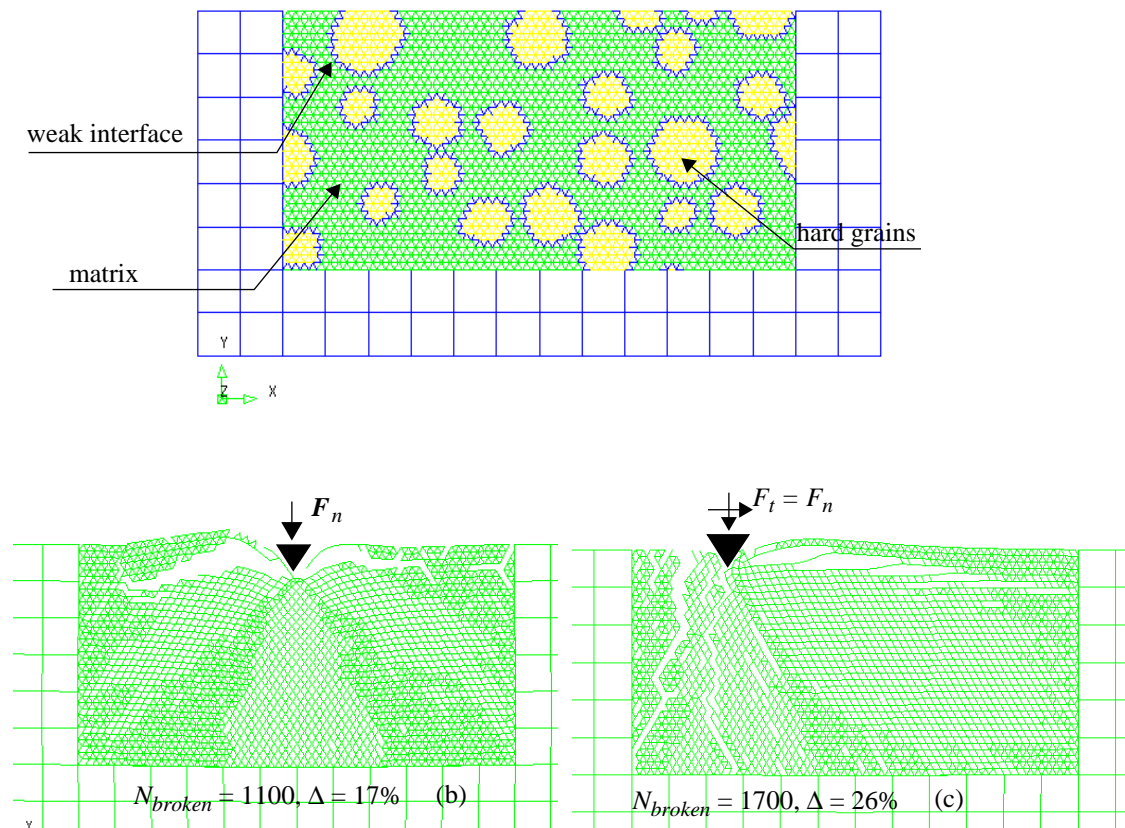 weak interface
hard grains
matrix
Y
Z X
F_n
F_t = F_n
N_broken = 1100, Δ = 17% (b)
N_broken = 1700, Δ = 26% (c)
Y